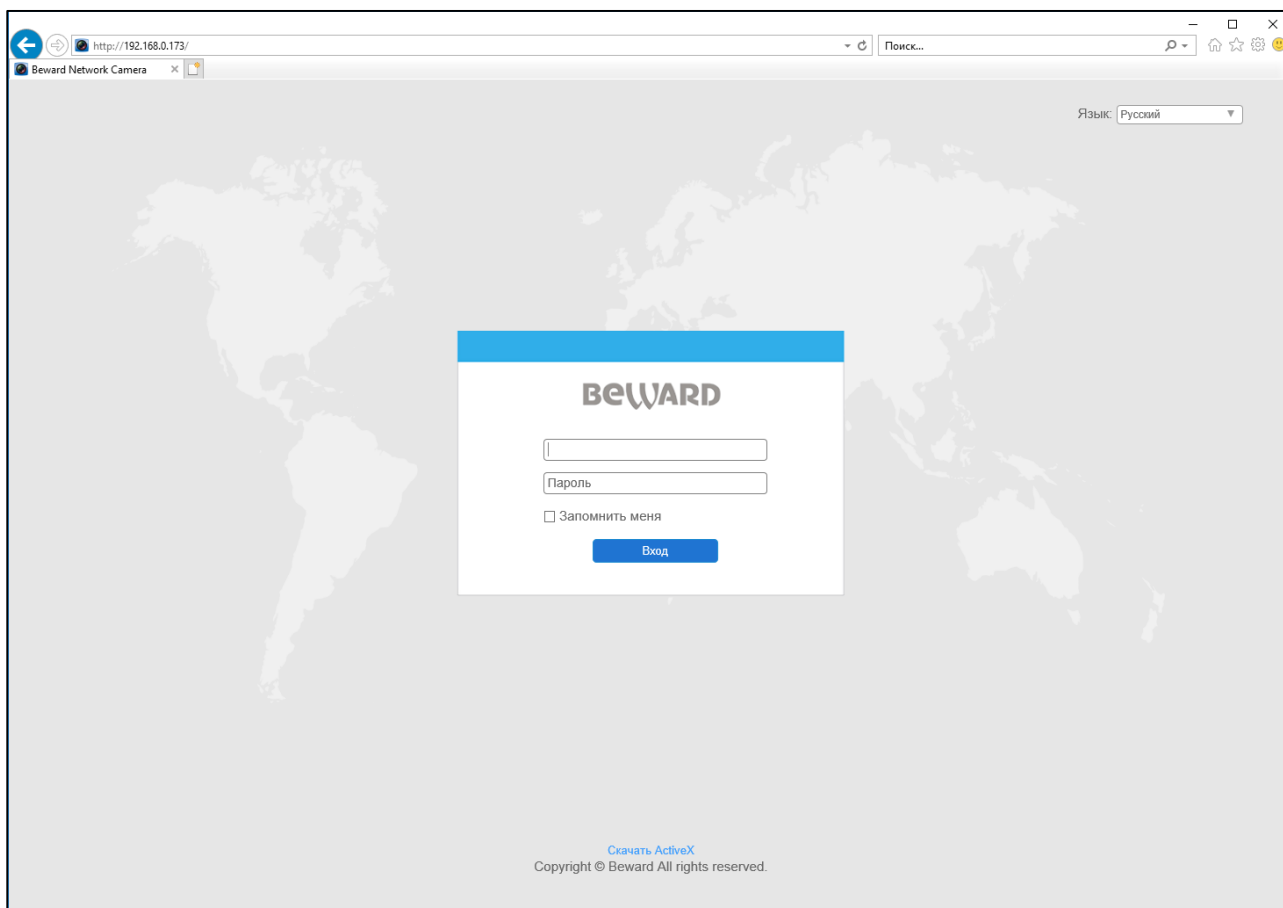 http://192.168.0.173/
Поиск...
Beward Network Camera
Язык: Русский
BEWARD
Пароль
Запомнить меня
Вход
Скачать ActiveX
Copyright © Beward All rights reserved.